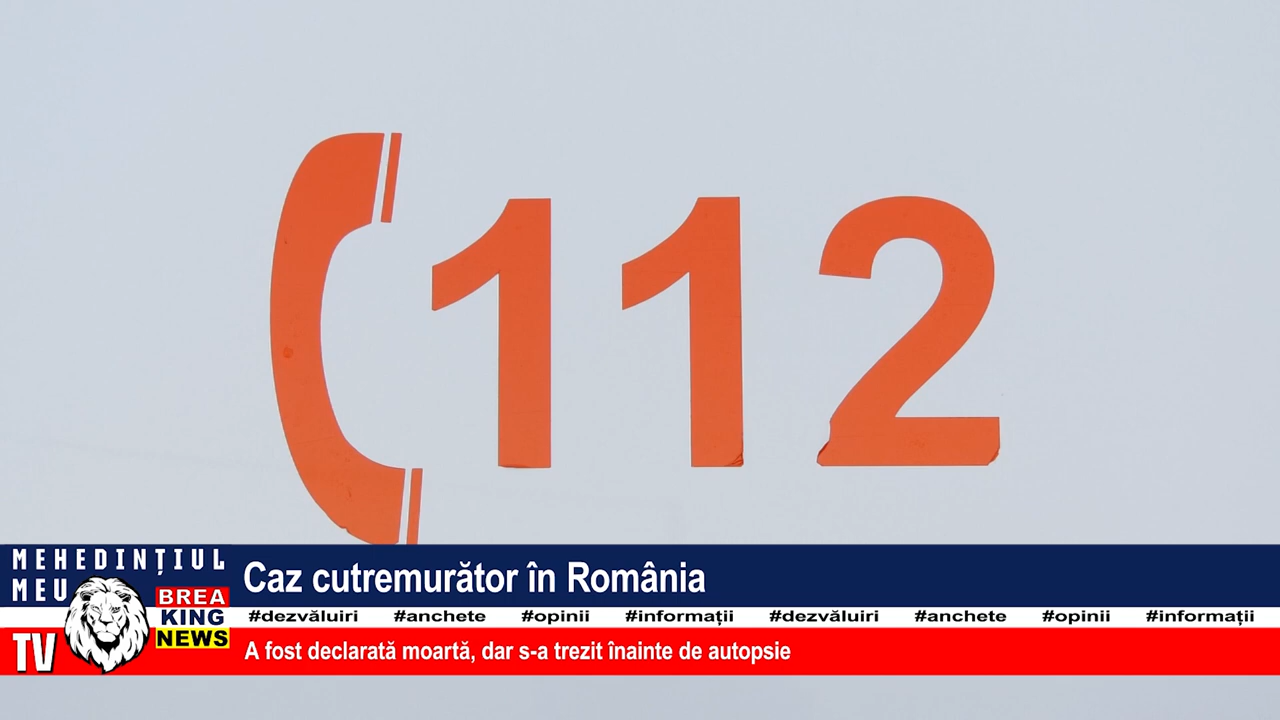 112
MEHEDINȚIUL
MEU
TV
BREA
KING
NEWS
Caz cutremurător în România
#dezvăluiri #anchete #opinii #informații #dezvăluiri #anchete #opinii #informații
A fost declarată moartă, dar s-a trezit înainte de autopsie